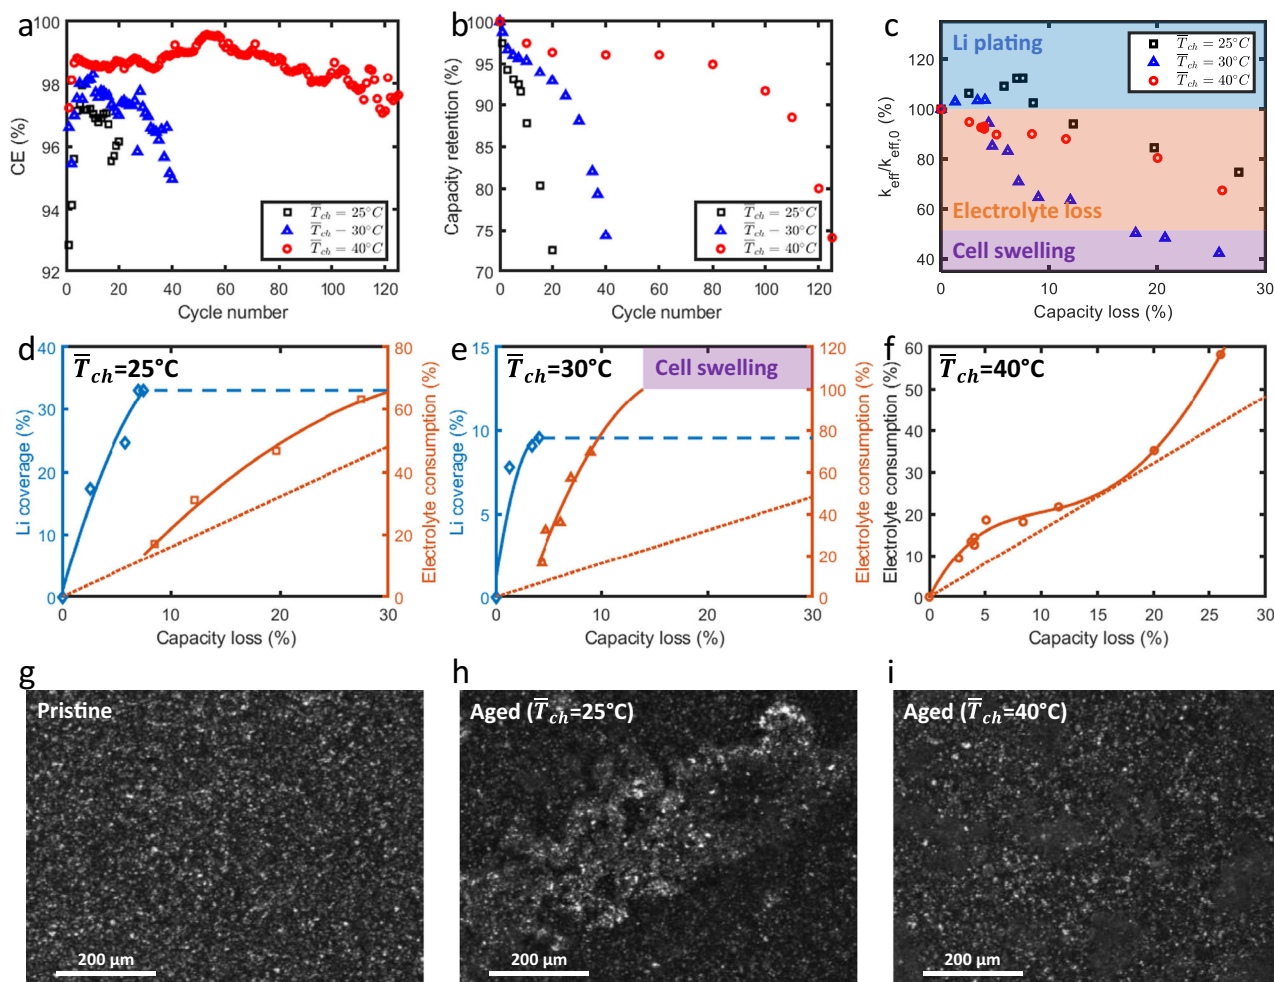 a
100
98
96
94
92
CE (%)
0 20 40 60 80 100 120
Cycle number
T̅ch = 25°C
T̅ch − 30°C
T̅ch = 40°C
b
100
95
90
85
80
75
70
Capacity retention (%)
0 20 40 60 80 100 120
Cycle number
T̅ch = 25°C
T̅ch = 30°C
T̅ch = 40°C
c
120
100
80
60
40
keff/keff,0 (%)
Li plating
Electrolyte loss
Cell swelling
T̅ch = 25°C
T̅ch = 30°C
T̅ch = 40°C
0 10 20 30
Capacity loss (%)
d
T̅ch=25°C
40
30
20
10
0
Li coverage (%)
80
60
40
20
0
Electrolyte consumption (%)
0 10 20 30
Capacity loss (%)
e
T̅ch=30°C
Cell swelling
15
10
5
0
Li coverage (%)
120
100
80
60
40
20
0
Electrolyte consumption (%)
0 10 20 30
Capacity loss (%)
f
T̅ch=40°C
60
50
40
30
20
10
0
Electrolyte consumption (%)
0 5 10 15 20 25 30
Capacity loss (%)
g
Pristine
200 µm
h
Aged (T̅ch=25°C)
200 µm
i
Aged (T̅ch=40°C)
200 µm